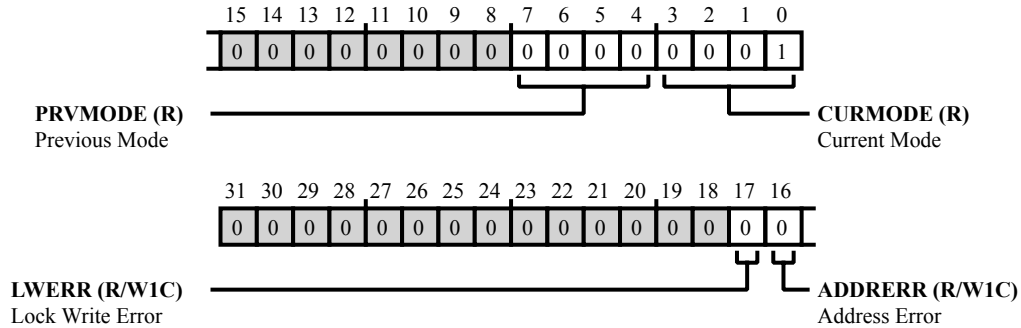 15 14 13 12 11 10 9 8 7 6 5 4 3 2 1 0
0 0 0 0 0 0 0 0 0 0 0 0 0 0 0 1
PRVMODE (R)
Previous Mode
CURMODE (R)
Current Mode
31 30 29 28 27 26 25 24 23 22 21 20 19 18 17 16
0 0 0 0 0 0 0 0 0 0 0 0 0 0 0 0
LWERR (R/W1C)
Lock Write Error
ADDRERR (R/W1C)
Address Error